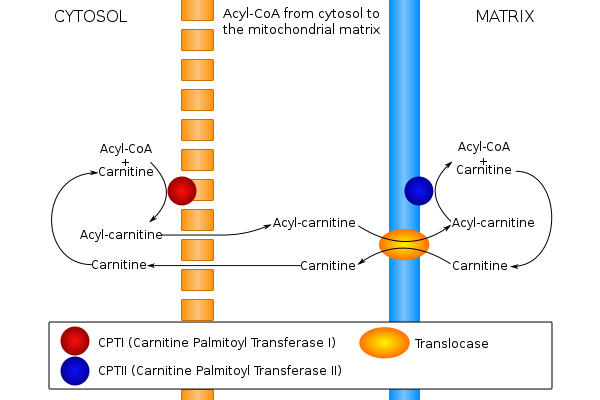 CYTOSOL
Acyl-CoA from cytosol to
the mitochondrial matrix
MATRIX
Acyl-CoA
+
Carnitine
Acyl-carnitine
Carnitine
Acyl-carnitine
Carnitine
Acyl-CoA
+
Carnitine
Acyl-carnitine
Carnitine
CPTI (Carnitine Palmitoyl Transferase I)
Translocase
CPTII (Carnitine Palmitoyl Transferase II)